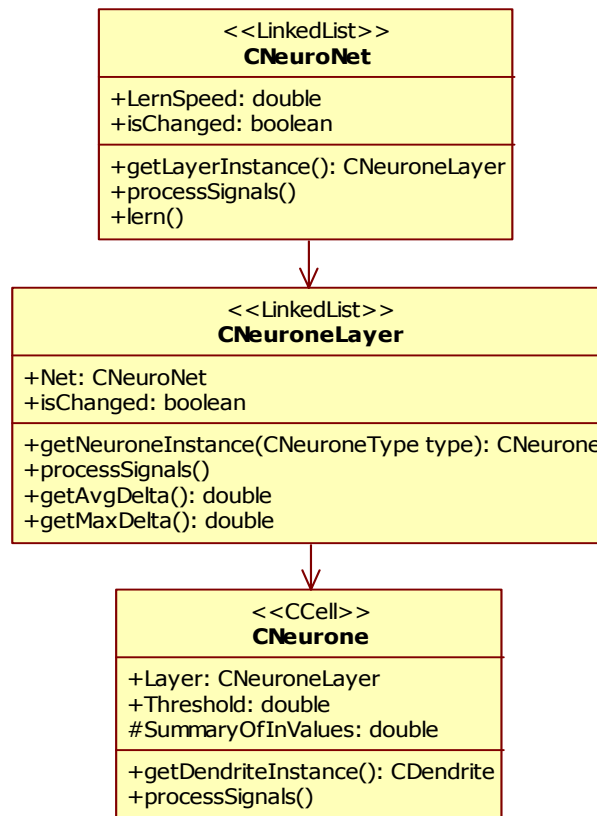 <<LinkedList>>
CNeuroNet
+LernSpeed: double
+isChanged: boolean
+getLayerInstance(): CNeuroneLayer
+processSignals()
+lern()
<<LinkedList>>
CNeuroneLayer
+Net: CNeuroNet
+isChanged: boolean
+getNeuroneInstance(CNeuroneType type): CNeurone
+processSignals()
+getAvgDelta(): double
+getMaxDelta(): double
<<CCell>>
CNeurone
+Layer: CNeuroneLayer
+Threshold: double
#SummaryOfInValues: double
+getDendriteInstance(): CDendrite
+processSignals()